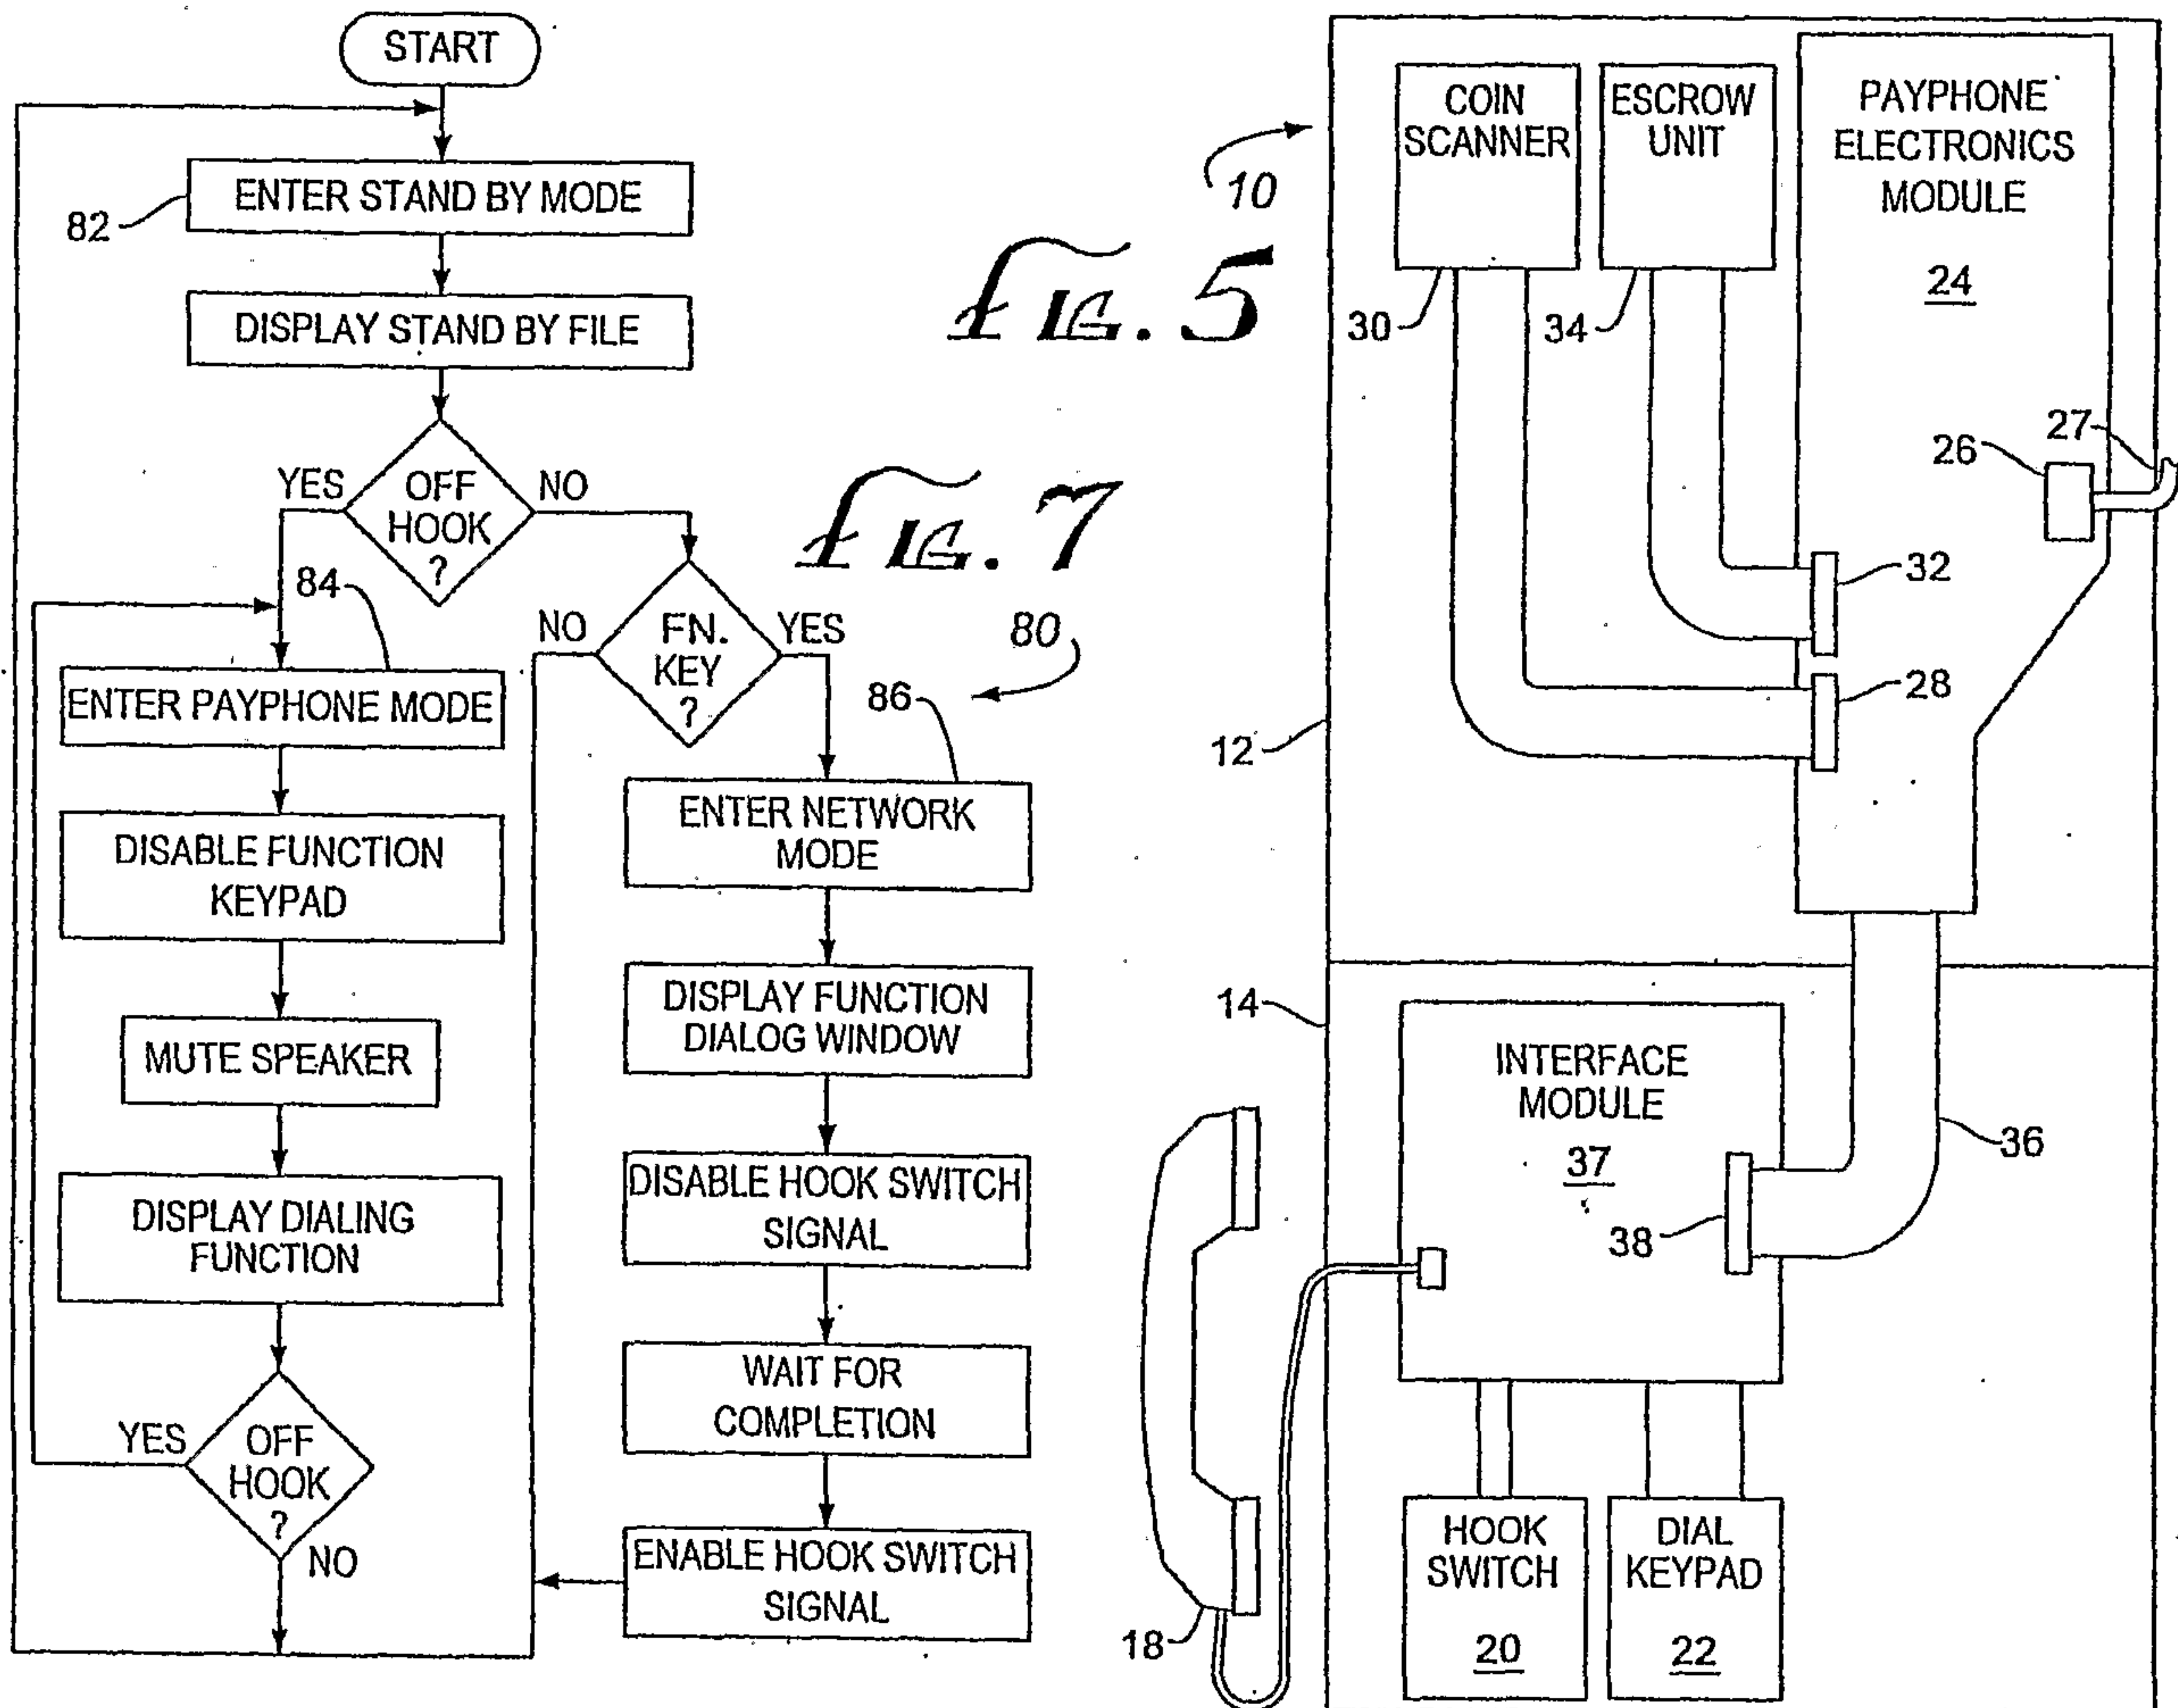 START
ENTER STAND BY MODE
82
DISPLAY STAND BY FILE
OFF
HOOK
?
YES
NO
84
ENTER PAYPHONE MODE
DISABLE FUNCTION
KEYPAD
MUTE SPEAKER
DISPLAY DIALING
FUNCTION
OFF
HOOK
?
YES
NO
FN.
KEY
?
NO
YES
80
86
ENTER NETWORK
MODE
DISPLAY FUNCTION
DIALOG WINDOW
DISABLE HOOK SWITCH
SIGNAL
WAIT FOR
COMPLETION
ENABLE HOOK SWITCH
SIGNAL
FIG. 7
FIG. 5
10
COIN
SCANNER
30
ESCROW
UNIT
34
PAYPHONE
ELECTRONICS
MODULE
24
27
26
32
28
12
14
INTERFACE
MODULE
37
38
36
18
HOOK
SWITCH
20
DIAL
KEYPAD
22